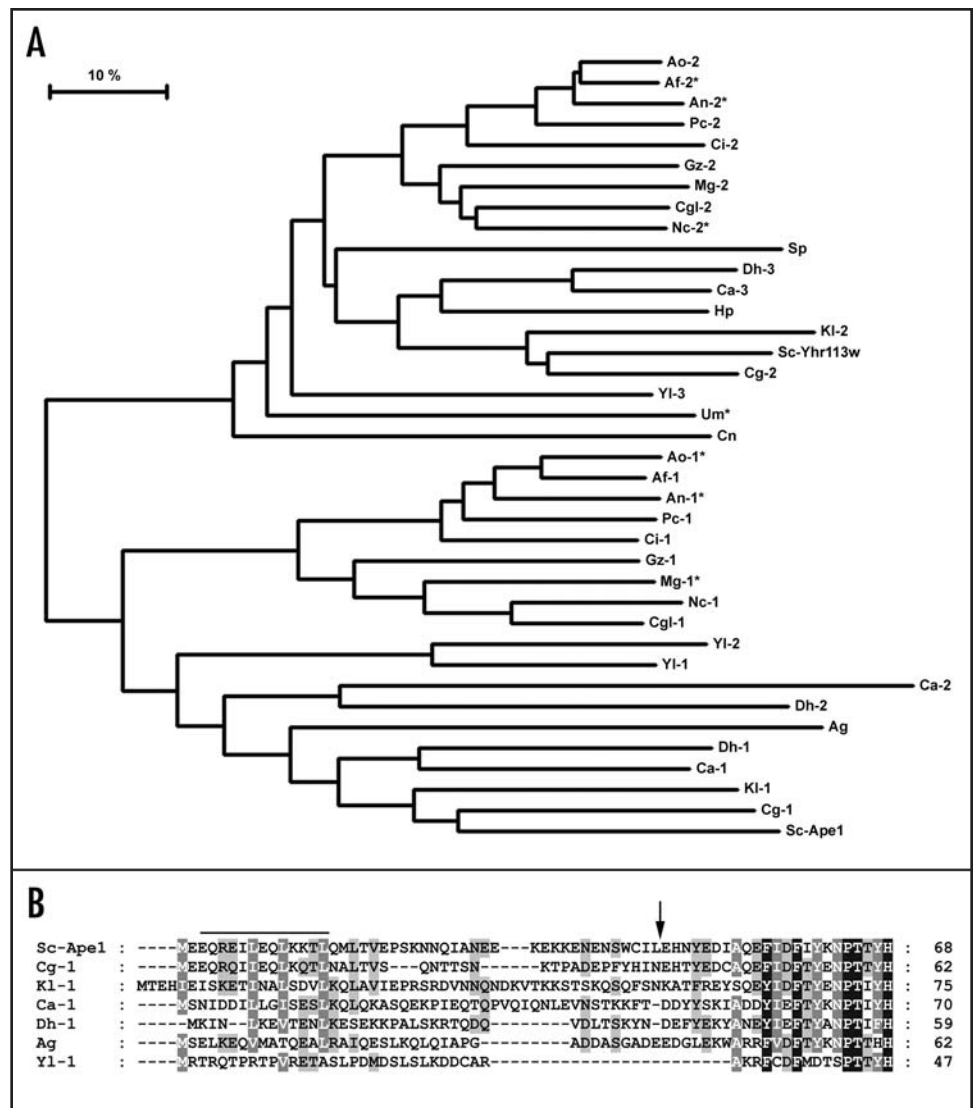 A
10 %
Ao-2
Af-2*
An-2*
Pc-2
Ci-2
Gz-2
Mg-2
Cgl-2
Nc-2*
Sp
Dh-3
Ca-3
Hp
Kl-2
Sc-Yhr113w
Cg-2
Yl-3
Um*
Cn
Ao-1*
Af-1
An-1*
Pc-1
Ci-1
Gz-1
Mg-1*
Nc-1
Cgl-1
Yl-2
Yl-1
Ca-2
Dh-2
Ag
Dh-1
Ca-1
Kl-1
Cg-1
Sc-Ape1
B
Sc-Ape1 : ----MEEQREILEQLKKTLQMLTVEPSKNNQIANEE---KEKKENENSWCILEHNYEDIAQEFIDFIYKNPTTYH : 68
Cg-1 : ----MEEQRQILEQLKQTLNALTVS---QNTTSN-----KTPADEPFYHINEHTYEDCAQEFIDFTYENPTTYH : 62
Kl-1 : MTEHLEISKETINALSDVLKQLAVIEPRSRDVNNQNDKVTKKSTSKQSQFSNKATFREYSQEYIDFTYENPTTYH : 75
Ca-1 : ----MSNIDDILLGISESLKQLQKASQEKPIEQTQPVQIQNLEVNSTKKFT-DDYYSKIADDYIEFTYKNPTIYH : 70
Dh-1 : ----MKIN--LKEVTENLKESEKKPALSKRTQDQ--------VDLTSKYN-DEFYEKYANEYIDFTYANPTIFH : 59
Ag : ----MSELKEQVMATQEALRAIQESLKQLQIAPG---------ADDASGADEEDGLEKWARRFVDFTYKNPTTHH : 62
Yl-1 : ----MRTRQTPRTPVRETASLPDMDSLSLKDDCAR------------------------AKRFCDFMDTSPTTYH : 47